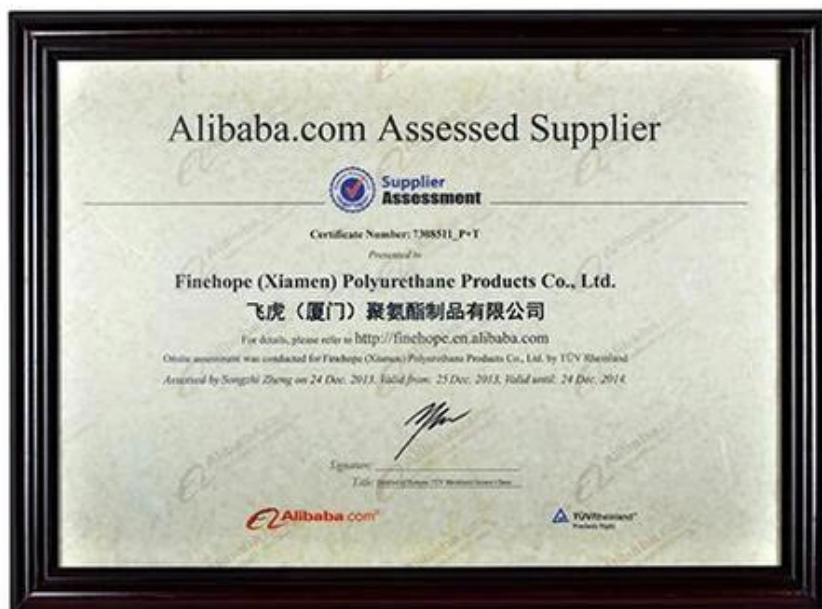 Alibaba.com Assessed Supplier
Supplier
Assessment
Certificate Number: 7308511_P+T
Presented to
Finehope (Xiamen) Polyurethane Products Co., Ltd.
飞虎（厦门）聚氨酯制品有限公司
For details, please refer to http://finehope.en.alibaba.com
Onsite assessment was conducted for Finehope (Xiamen) Polyurethane Products Co., Ltd. by TÜV Rheinland
Assessed by Songzhi Zheng on 24 Dec. 2013, Valid from: 25 Dec. 2013, Valid until: 24 Dec. 2014.
Signature:
Title:
Alibaba.com®
TÜVRheinland®
Precisely Right.